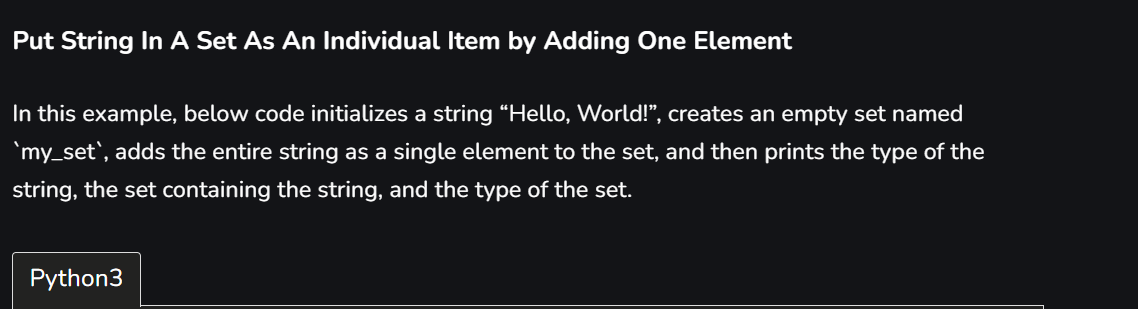 Put String In A Set As An Individual Item by Adding One Element
In this example, below code initializes a string “Hello, World!”, creates an empty set named
`my_set`, adds the entire string as a single element to the set, and then prints the type of the
string, the set containing the string, and the type of the set.
Python3